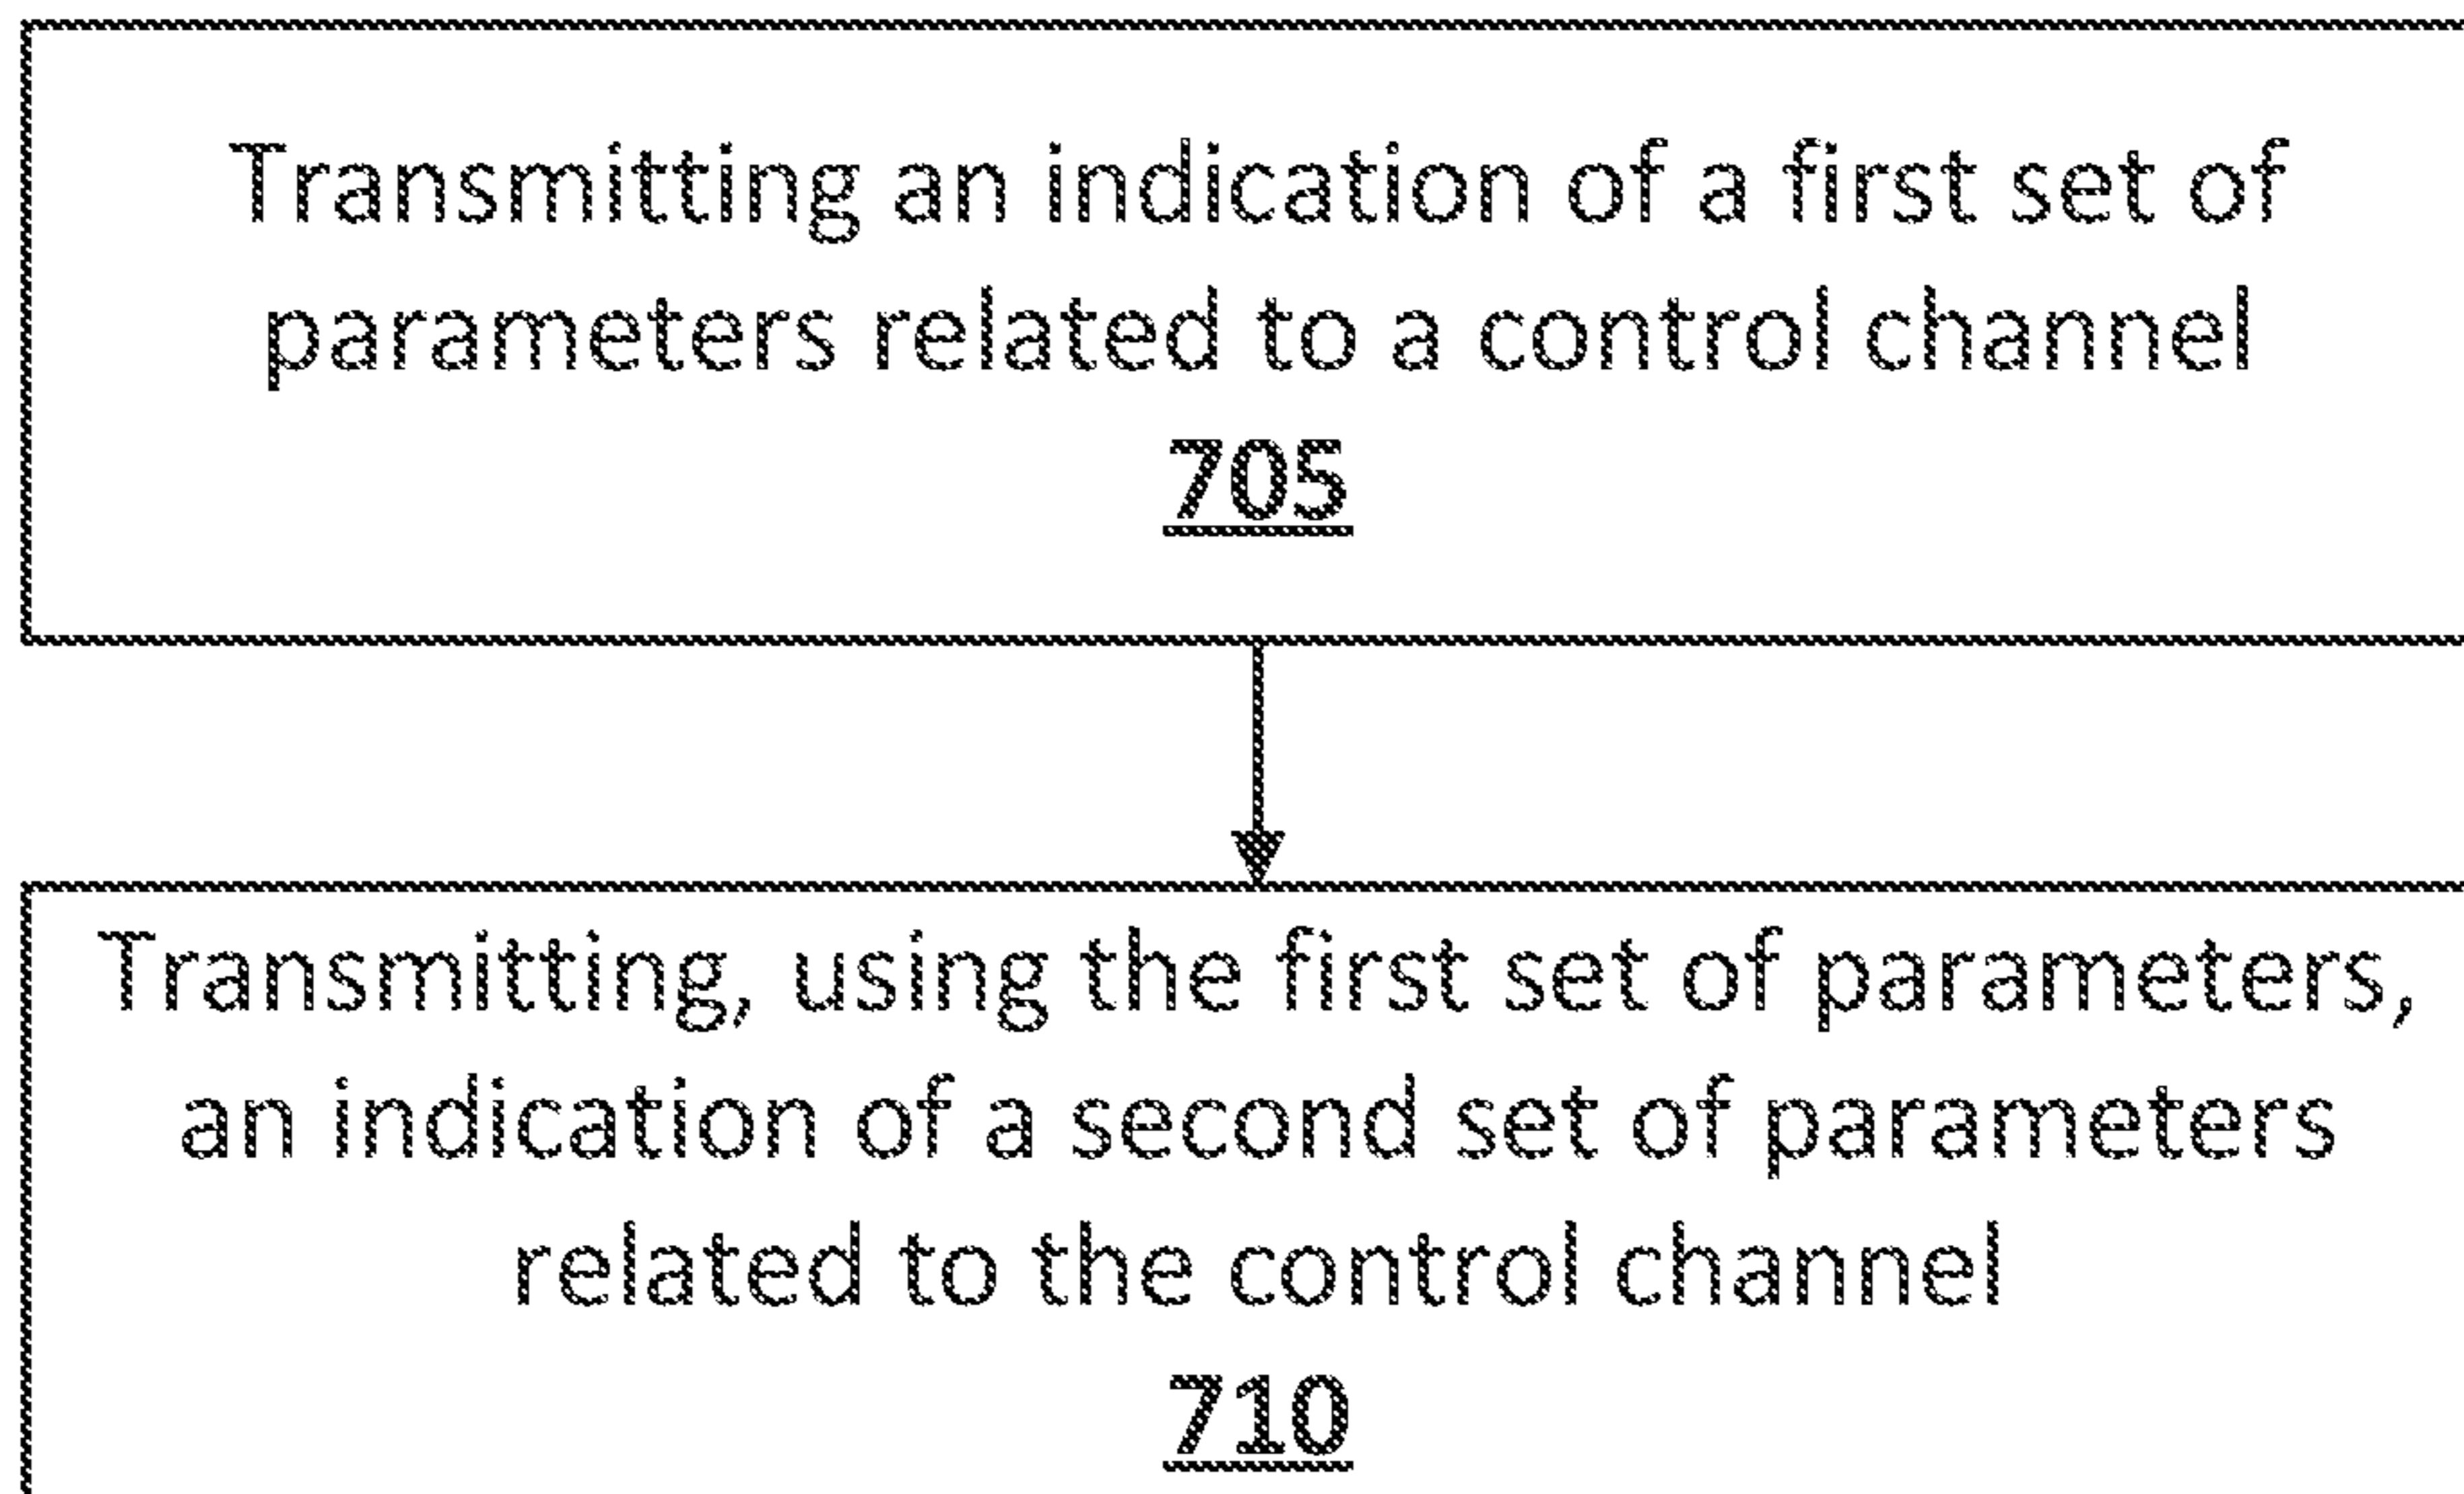 Transmitting an indication of a first set of
parameters related to a control channel
705
Transmitting, using the first set of parameters,
an indication of a second set of parameters
related to the control channel
710